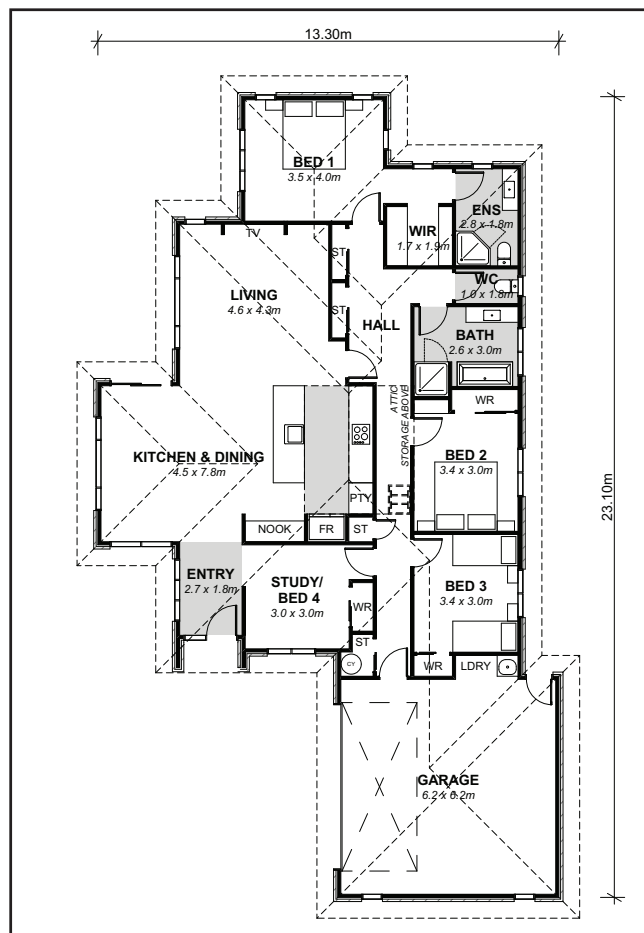 13.30m
BED 1
3.5 x 4.0m
ENS
2.8 x 1.8m
WIR
1.7 x 1.9m
TV
ST
LIVING
4.6 x 4.3m
ST
HALL
WC
1.0 x 1.8m
BATH
2.6 x 3.0m
WR
ATTIC
STORAGE ABOVE
BED 2
3.4 x 3.0m
KITCHEN & DINING
4.5 x 7.8m
PTY
23.10m
NOOK
FR
ST
ENTRY
2.7 x 1.8m
STUDY/
BED 4
3.0 x 3.0m
BED 3
3.4 x 3.0m
WR
ST
CY
WR
LDRY
GARAGE
6.2 x 6.2m